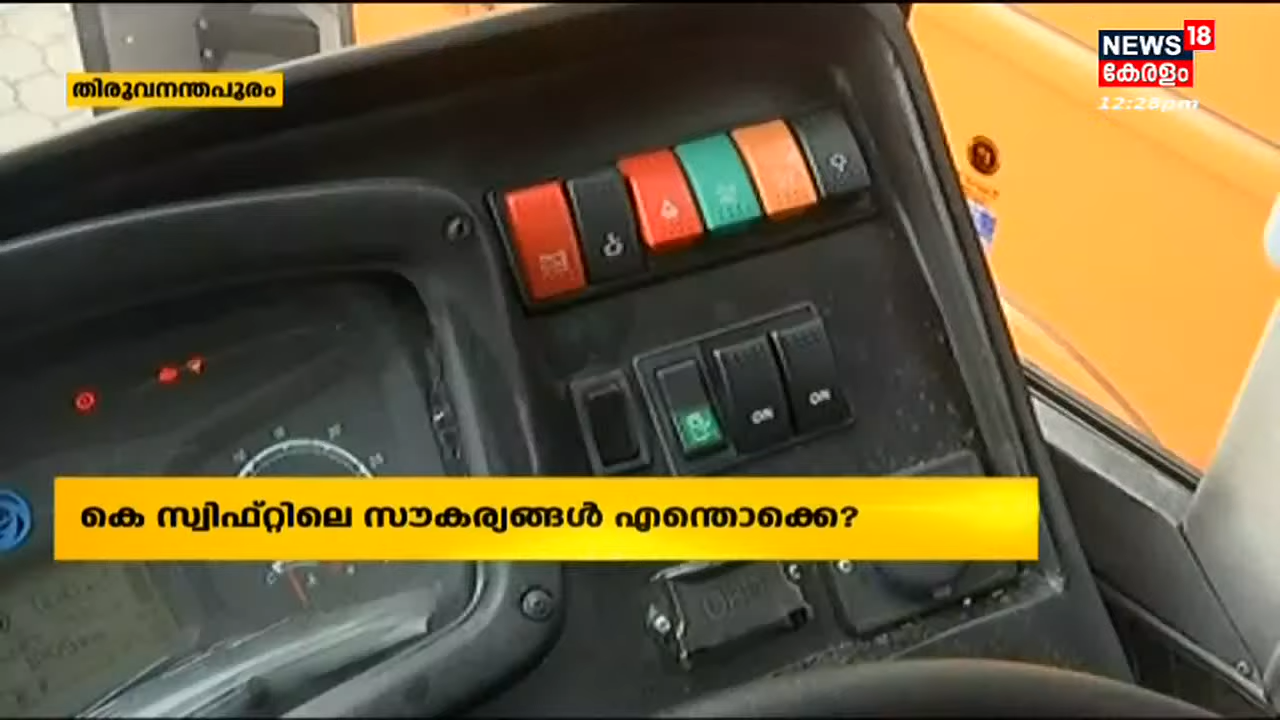 NEWS 18
കേരളം
12:28pm
തിരുവനന്തപുരം
ON
ON
കെ സ്വിഫ്റ്റിലെ സൗകര്യങ്ങൾ എന്തൊക്കെ?